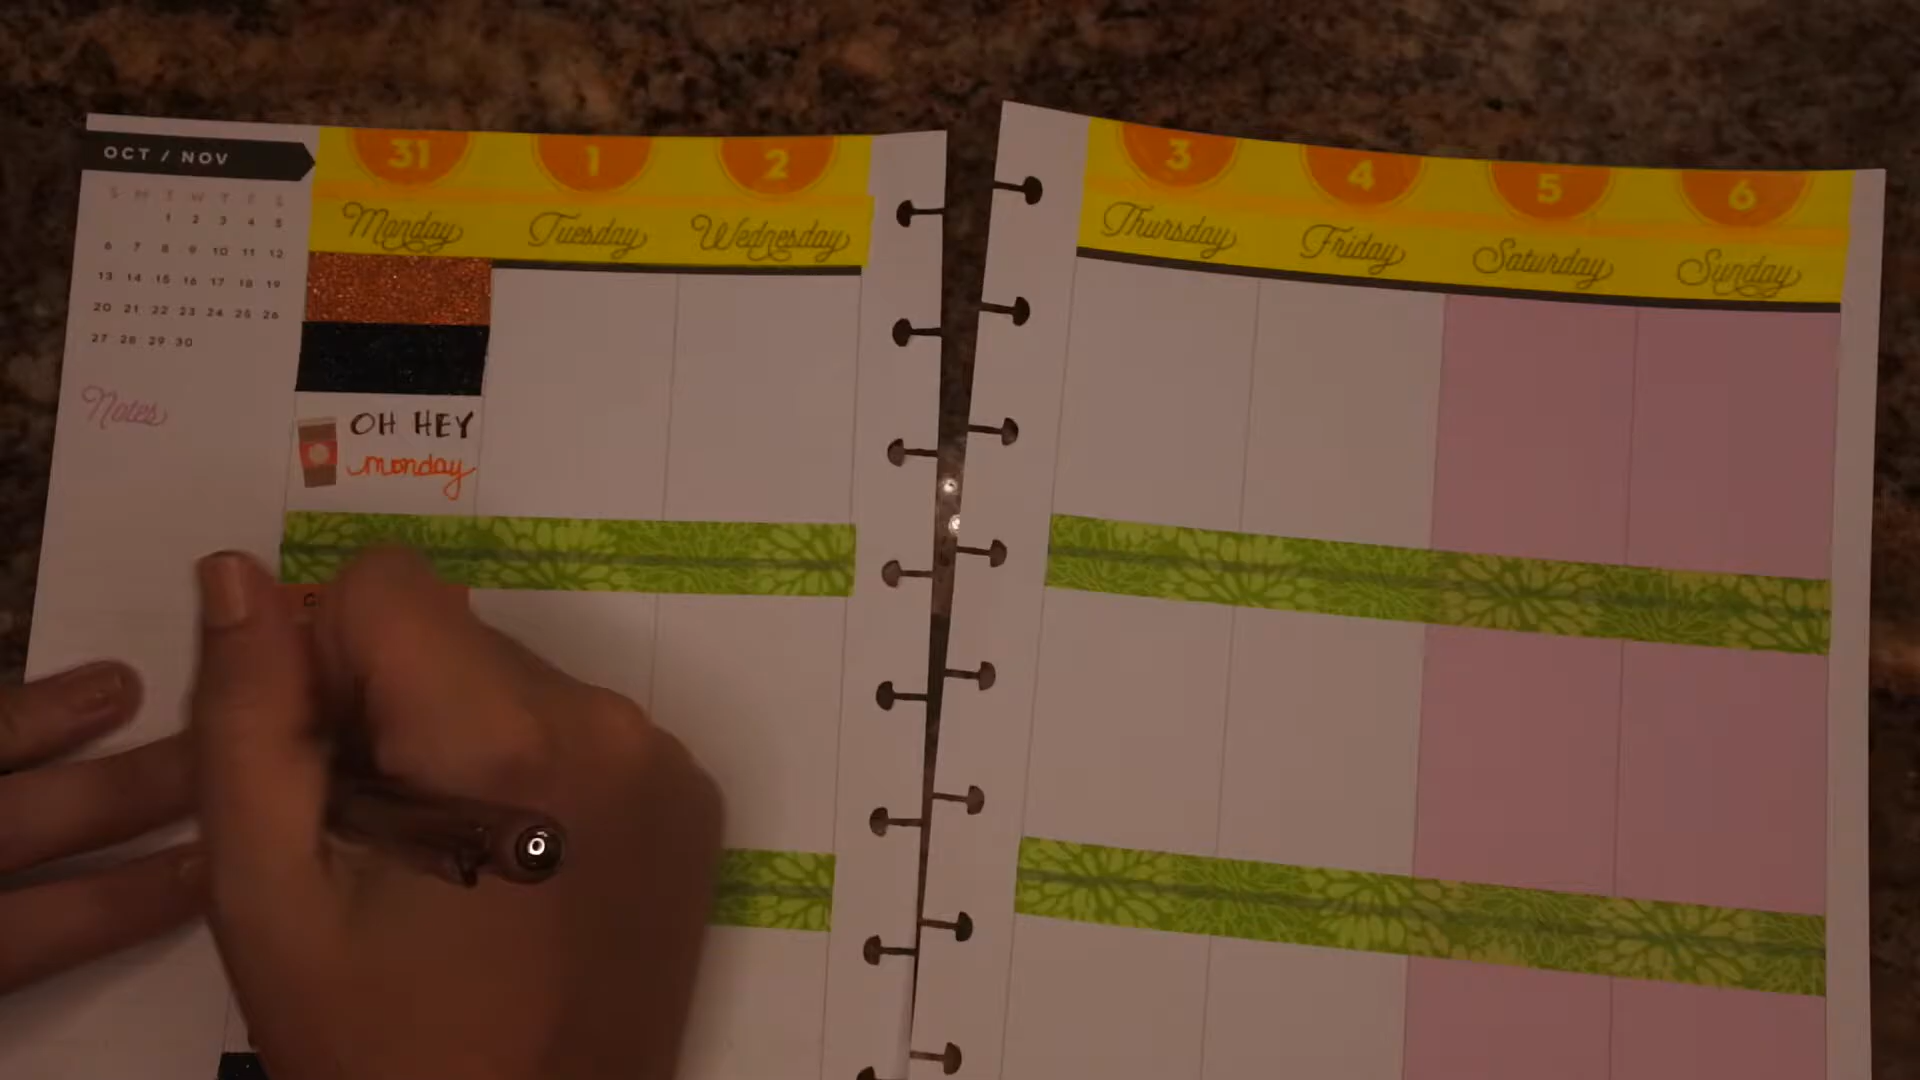 OCT / NOV
S M T W T F S
1 2 3 4 5
6 7 8 9 10 11 12
13 14 15 16 17 18 19
20 21 22 23 24 25 26
27 28 29 30
Notes
31 1 2
Monday Tuesday Wednesday
OH HEY
monday
3 4 5 6
Thursday Friday Saturday Sunday